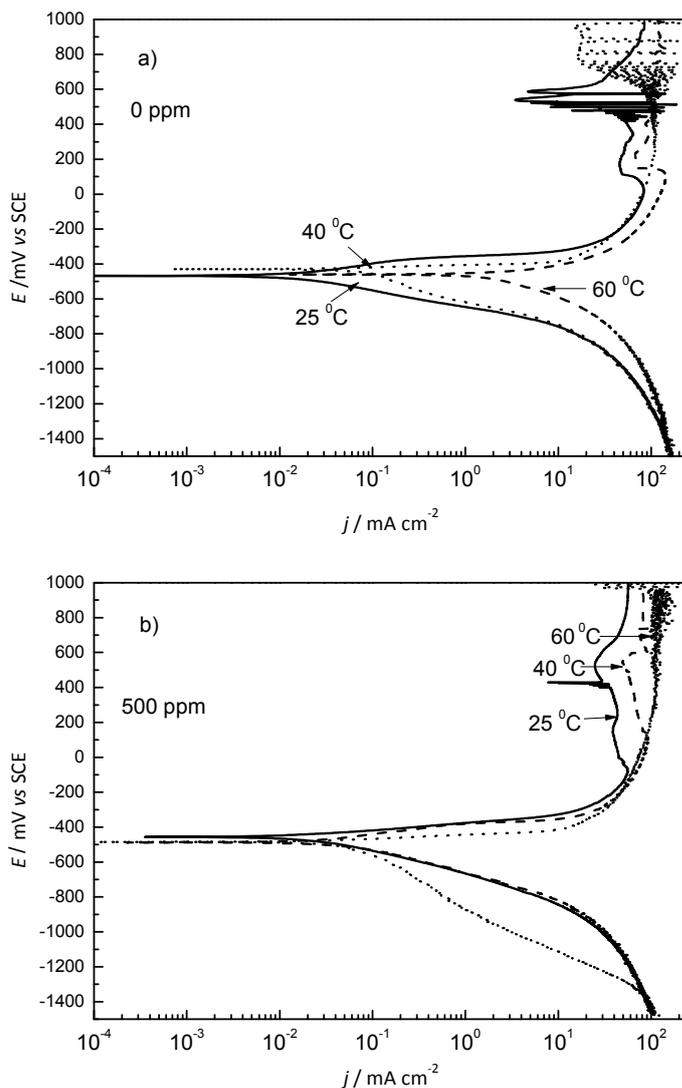 1000
a)
800
600
0 ppm
400
200
0
-200
40 ⁰C
-400
-600
25 ⁰C
60 ⁰C
-800
-1000
-1200
-1400
E /mV vs SCE
10⁻⁴ 10⁻³ 10⁻² 10⁻¹ 10⁰ 10¹ 10²
j / mA cm⁻²
1000
b)
800
60 ⁰C
600
40 ⁰C
400
500 ppm
25 ⁰C
200
0
-200
-400
-600
-800
-1000
-1200
-1400
E / mV vs SCE
10⁻⁴ 10⁻³ 10⁻² 10⁻¹ 10⁰ 10¹ 10²
j / mA cm⁻²